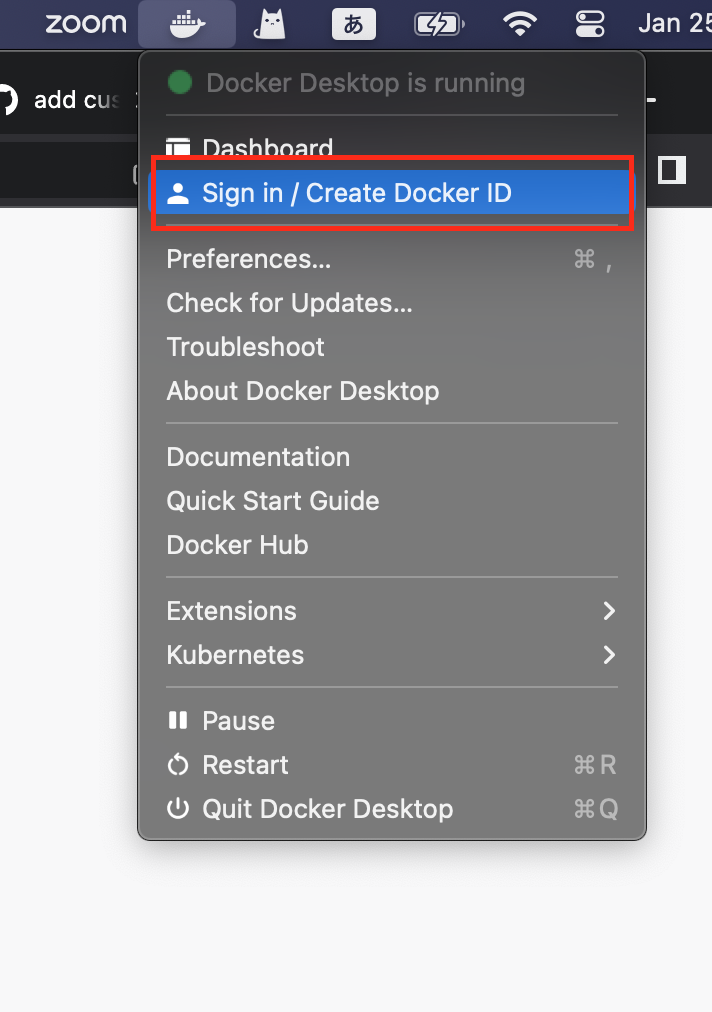 zoom あ Jan 25
add cus
Docker Desktop is running
Dashboard
Sign in / Create Docker ID
Preferences... ⌘ ,
Check for Updates...
Troubleshoot
About Docker Desktop
Documentation
Quick Start Guide
Docker Hub
Extensions
Kubernetes
Pause
Restart ⌘R
Quit Docker Desktop ⌘Q